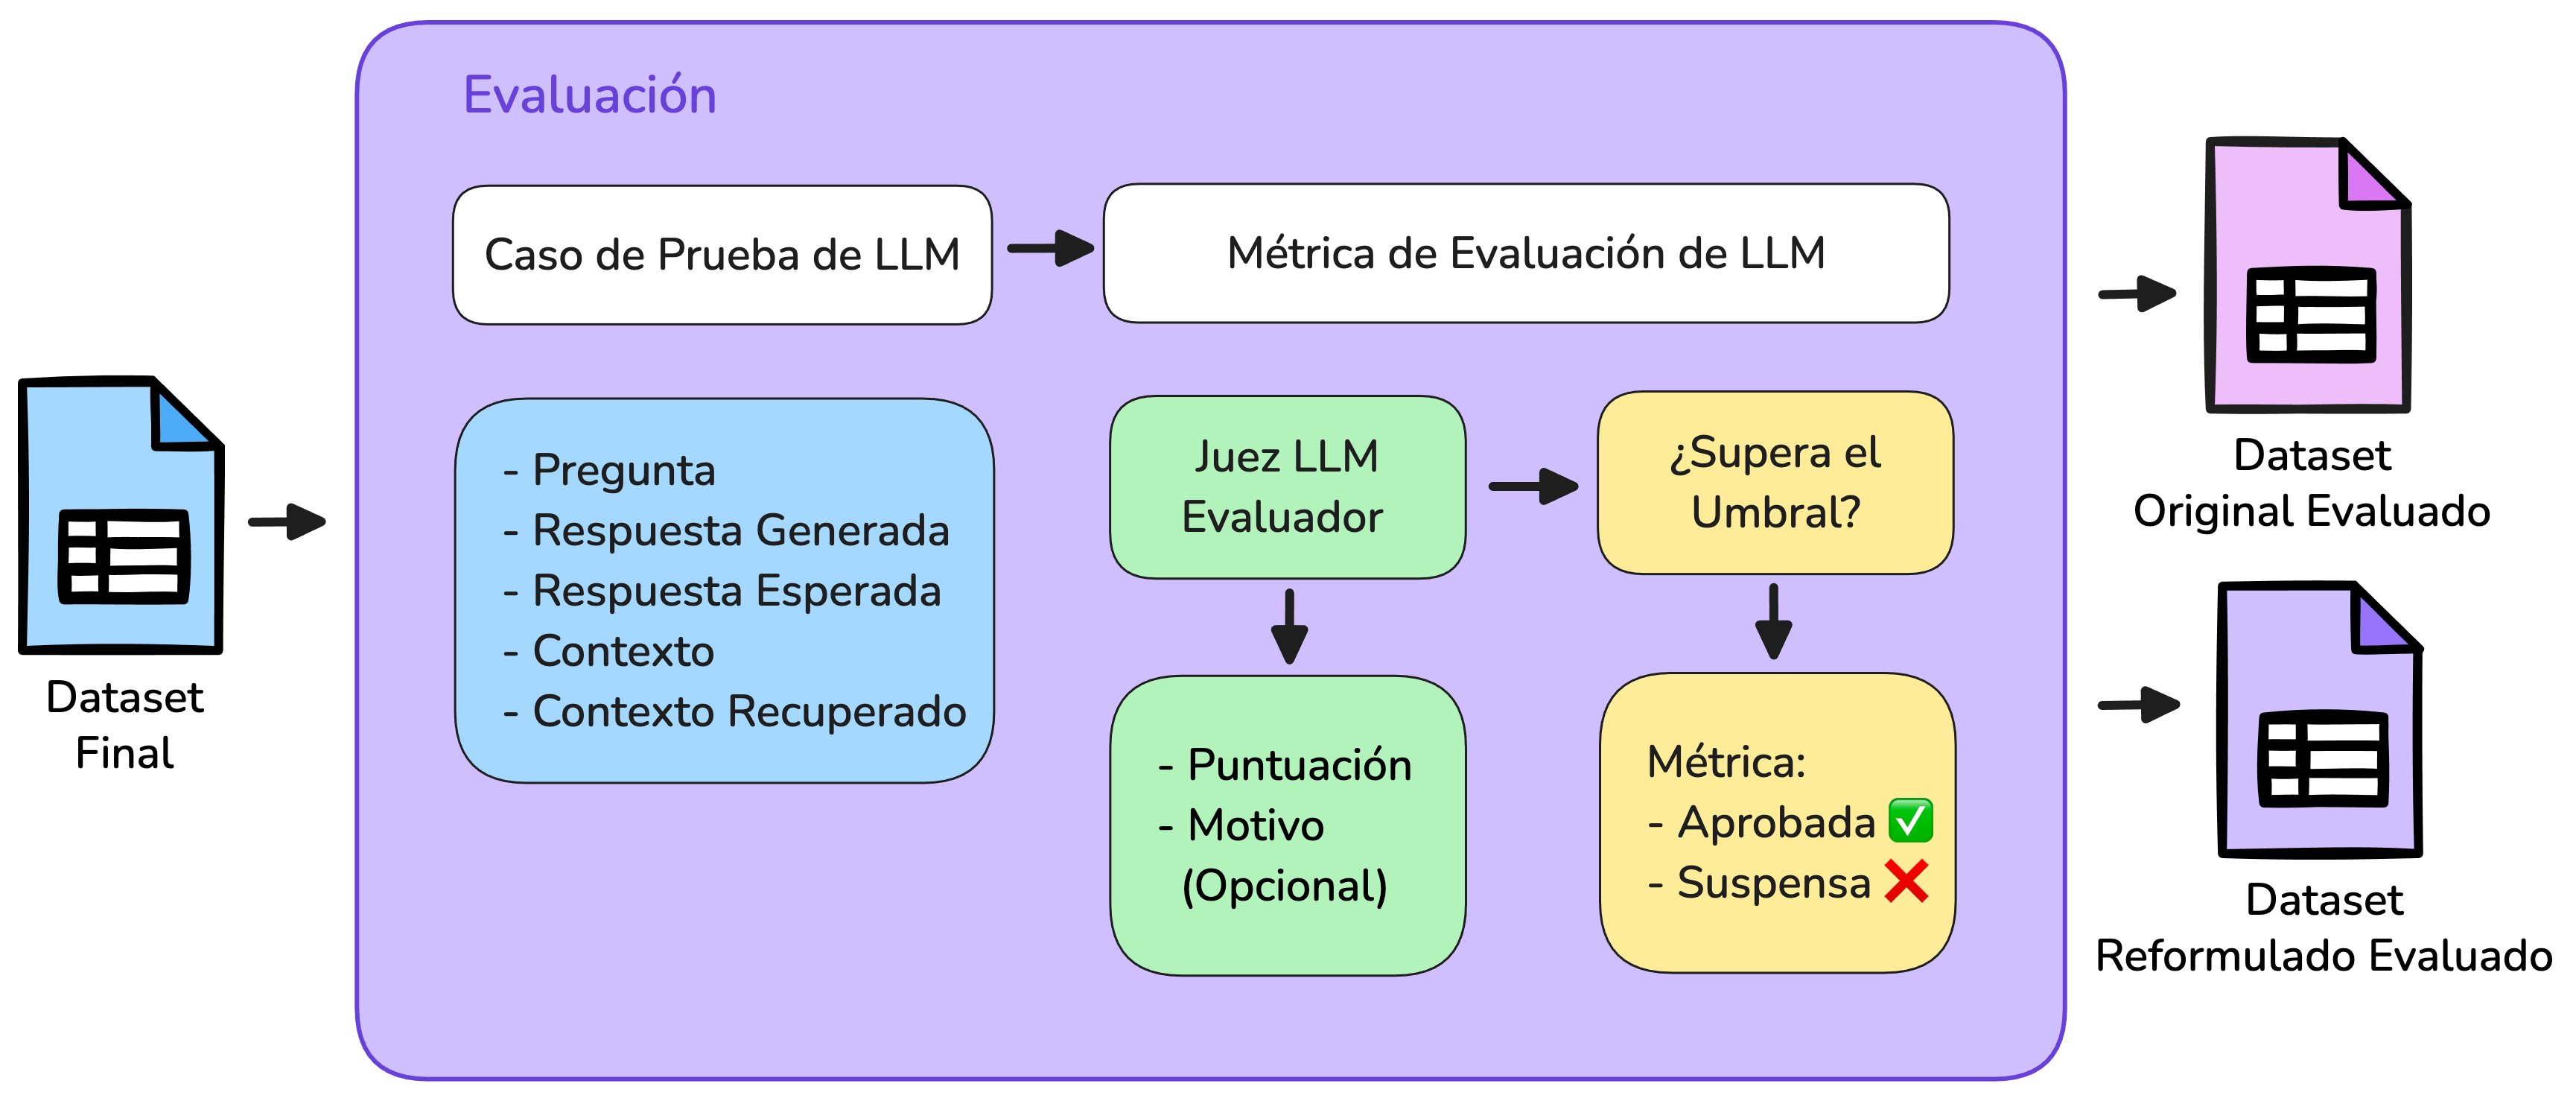 Evaluación
Caso de Prueba de LLM
Métrica de Evaluación de LLM
Dataset
Final
- Pregunta
- Respuesta Generada
- Respuesta Esperada
- Contexto
- Contexto Recuperado
Juez LLM
Evaluador
¿Supera el
Umbral?
- Puntuación
- Motivo
(Opcional)
Métrica:
- Aprobada ✅
- Suspensa ❌
Dataset
Original Evaluado
Dataset
Reformulado Evaluado